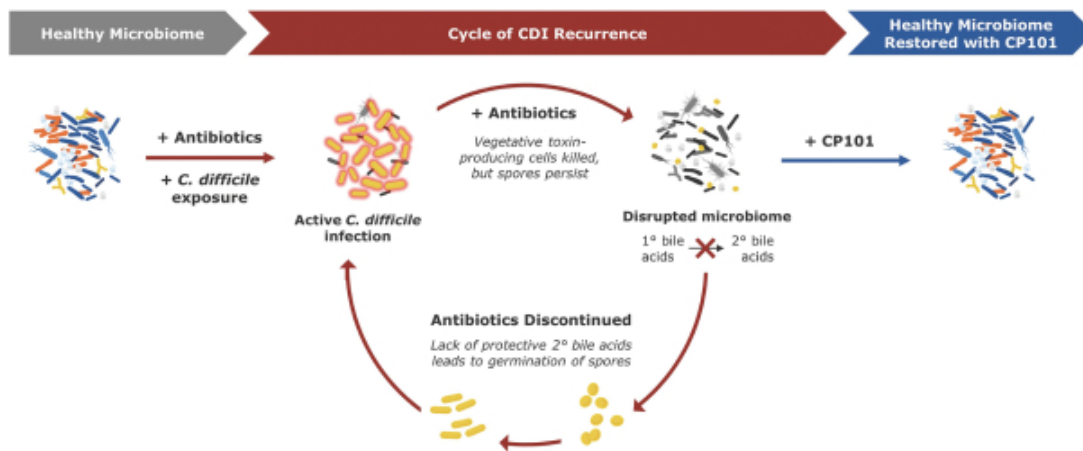 Healthy Microbiome
Cycle of CDI Recurrence
Healthy Microbiome
Restored with CP101
+ Antibiotics
+ C. difficile
exposure
Active C. difficile
infection
+ Antibiotics
Vegetative toxin-
producing cells killed,
but spores persist
Disrupted microbiome
1° bile
acids
2° bile
acids
+ CP101
Antibiotics Discontinued
Lack of protective 2° bile acids
leads to germination of spores